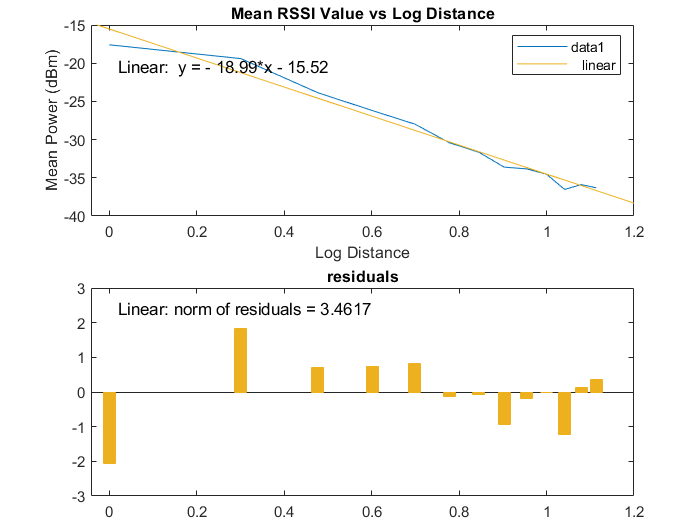 Mean RSSI Value vs Log Distance
-15
-20
-25
-30
-35
-40
Mean Power (dBm)
Linear: y = - 18.99*x - 15.52
data1
linear
0 0.2 0.4 0.6 0.8 1 1.2
Log Distance
residuals
3
2
1
0
-1
-2
-3
Linear: norm of residuals = 3.4617
0 0.2 0.4 0.6 0.8 1 1.2